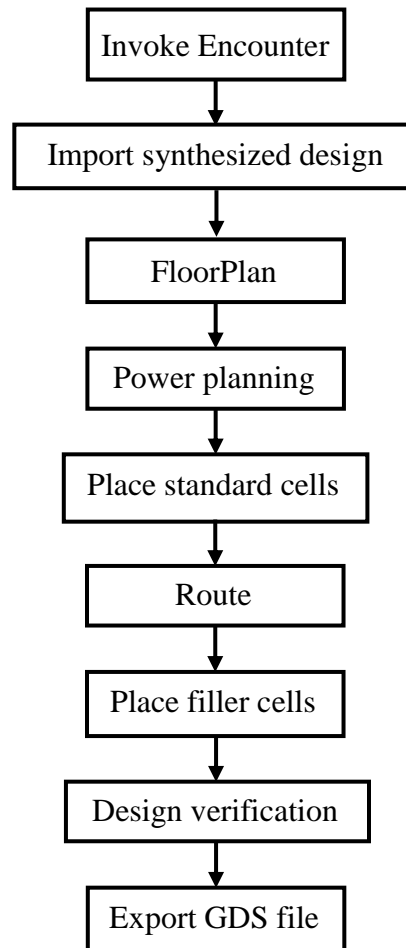 Invoke Encounter
Import synthesized design
FloorPlan
Power planning
Place standard cells
Route
Place filler cells
Design verification
Export GDS file